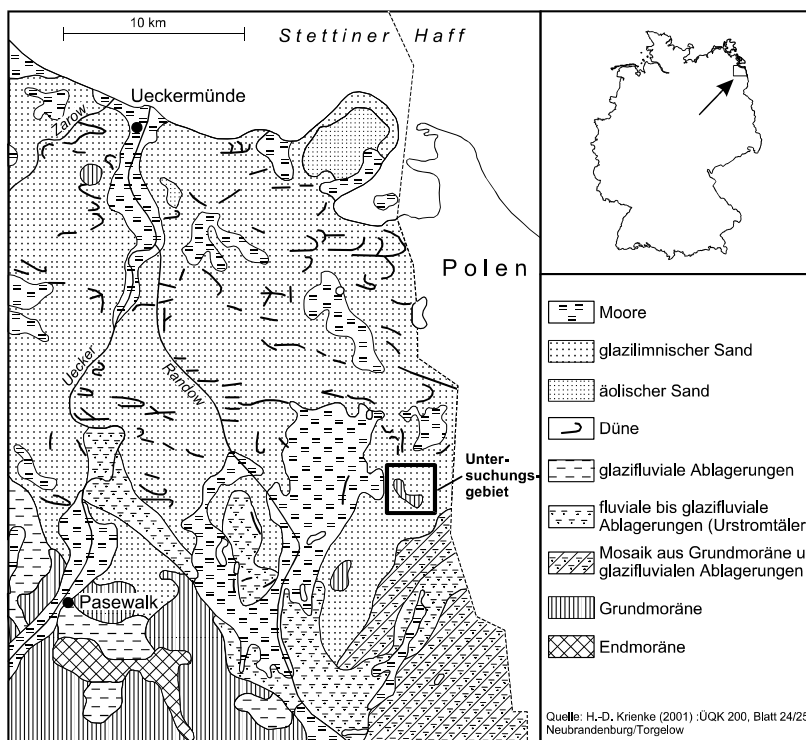 10 km
Stettiner Haff
Ueckermünde
Zarow
Polen
Uecker
Randow
Unter-
suchungs-
gebiet
Pasewalk
Moore
glazilimnischer Sand
äolischer Sand
Düne
glazifluviale Ablagerungen
fluviale bis glazifluviale
Ablagerungen (Urstromtäler
Mosaik aus Grundmoräne u
glazifluvialen Ablagerungen
Grundmoräne
Endmoräne
Quelle: H.-D. Krienke (2001) :ÜQK 200, Blatt 24/25
Neubrandenburg/Torgelow